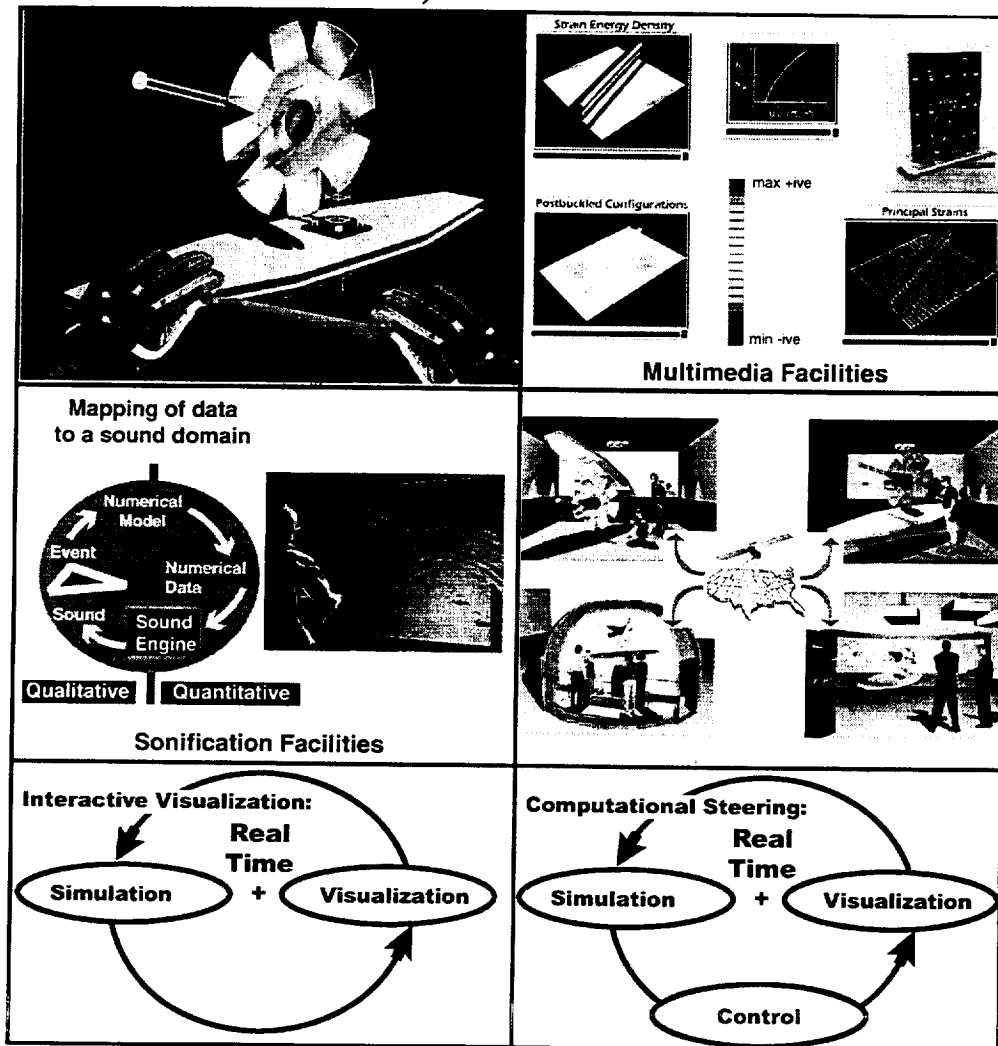 Strain Energy Density
max +ive
Postbuckled Configurations
Principal Strains
min -ive
Multimedia Facilities
Mapping of data
to a sound domain
Numerical
Model
Event
Numerical
Data
Sound
Sound
Engine
Qualitative
Quantitative
Sonification Facilities
Interactive Visualization:
Real
Time
Simulation
+
Visualization
Computational Steering:
Real
Time
Simulation
+
Visualization
Control